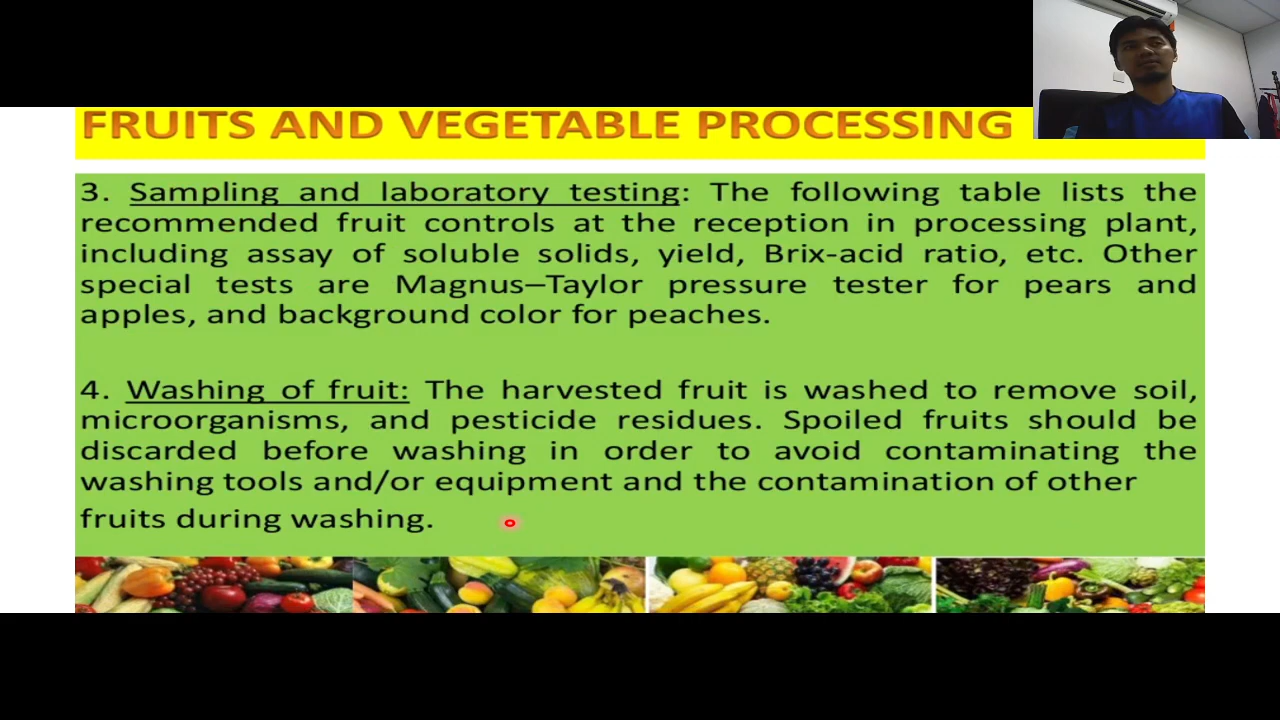 FRUITS AND VEGETABLE PROCESSING
3. Sampling and laboratory testing: The following table lists the
recommended fruit controls at the reception in processing plant,
including assay of soluble solids, yield, Brix-acid ratio, etc. Other
special tests are Magnus–Taylor pressure tester for pears and
apples, and background color for peaches.
4. Washing of fruit: The harvested fruit is washed to remove soil,
microorganisms, and pesticide residues. Spoiled fruits should be
discarded before washing in order to avoid contaminating the
washing tools and/or equipment and the contamination of other
fruits during washing.